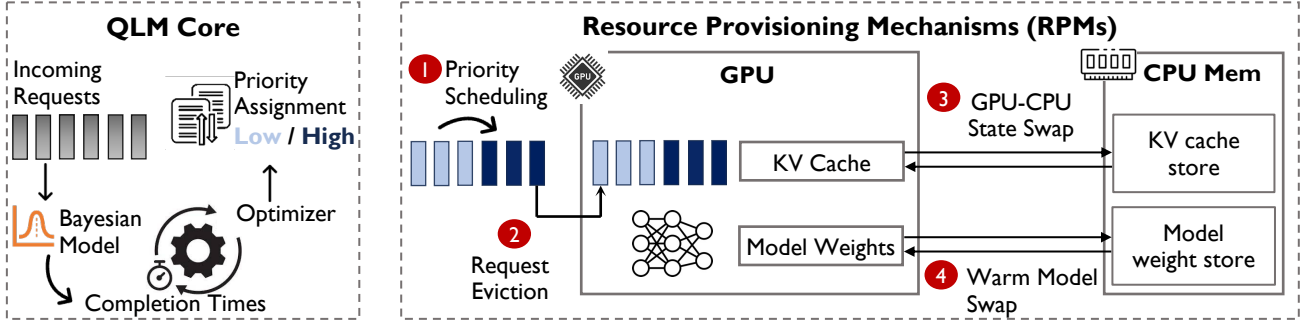 QLM Core
Incoming
Requests
Priority
Assignment
Low / High
Bayesian
Model
Optimizer
Completion Times
Resource Provisioning Mechanisms (RPMs)
1 Priority
Scheduling
2
Request
Eviction
GPU
GPU
KV Cache
Model Weights
3 GPU-CPU
State Swap
4 Warm Model
Swap
CPU Mem
KV cache
store
Model
weight store